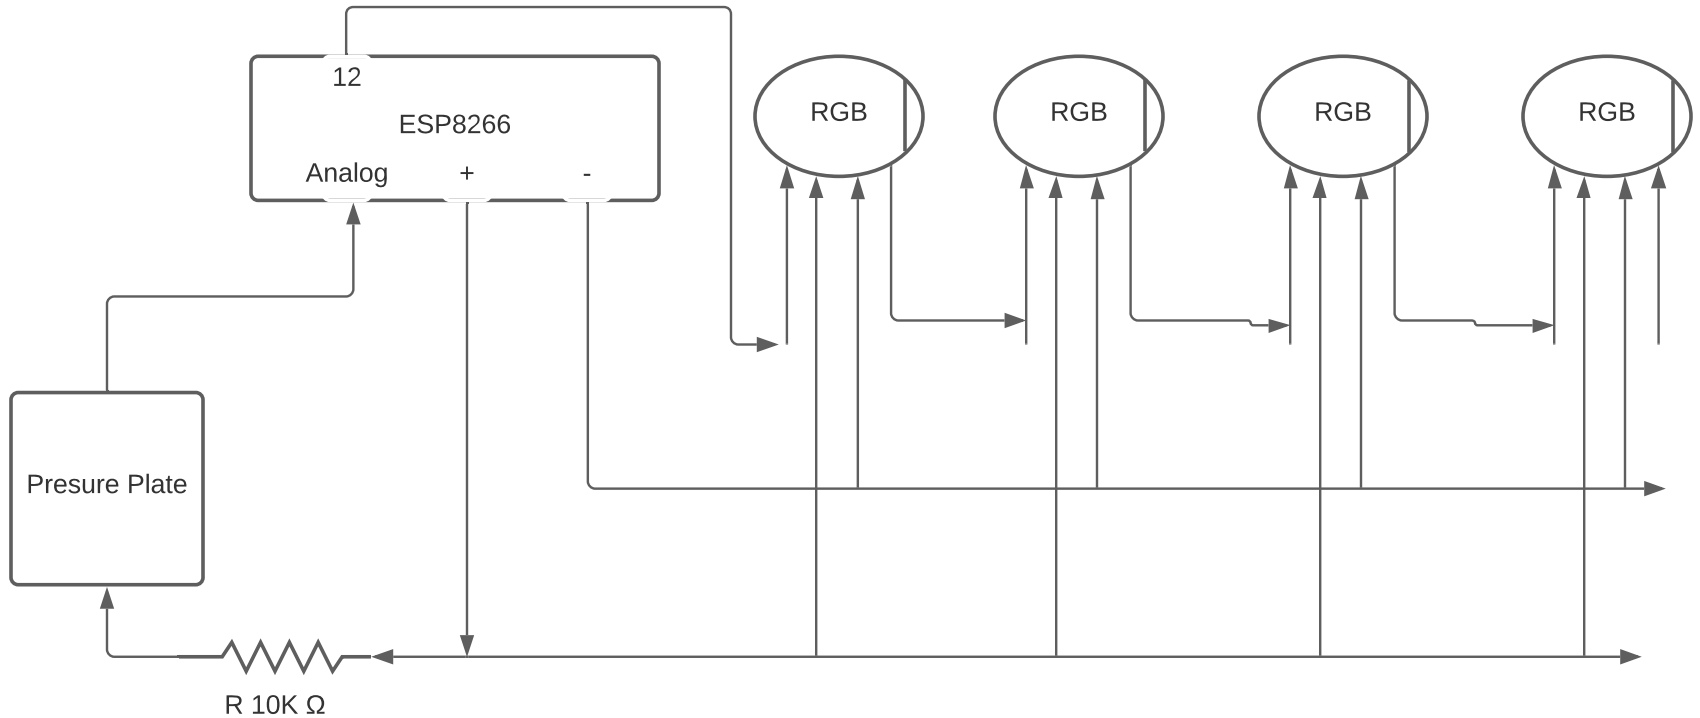 12
ESP8266
Analog + -
RGB
RGB
RGB
RGB
Presure Plate
R 10K Ω